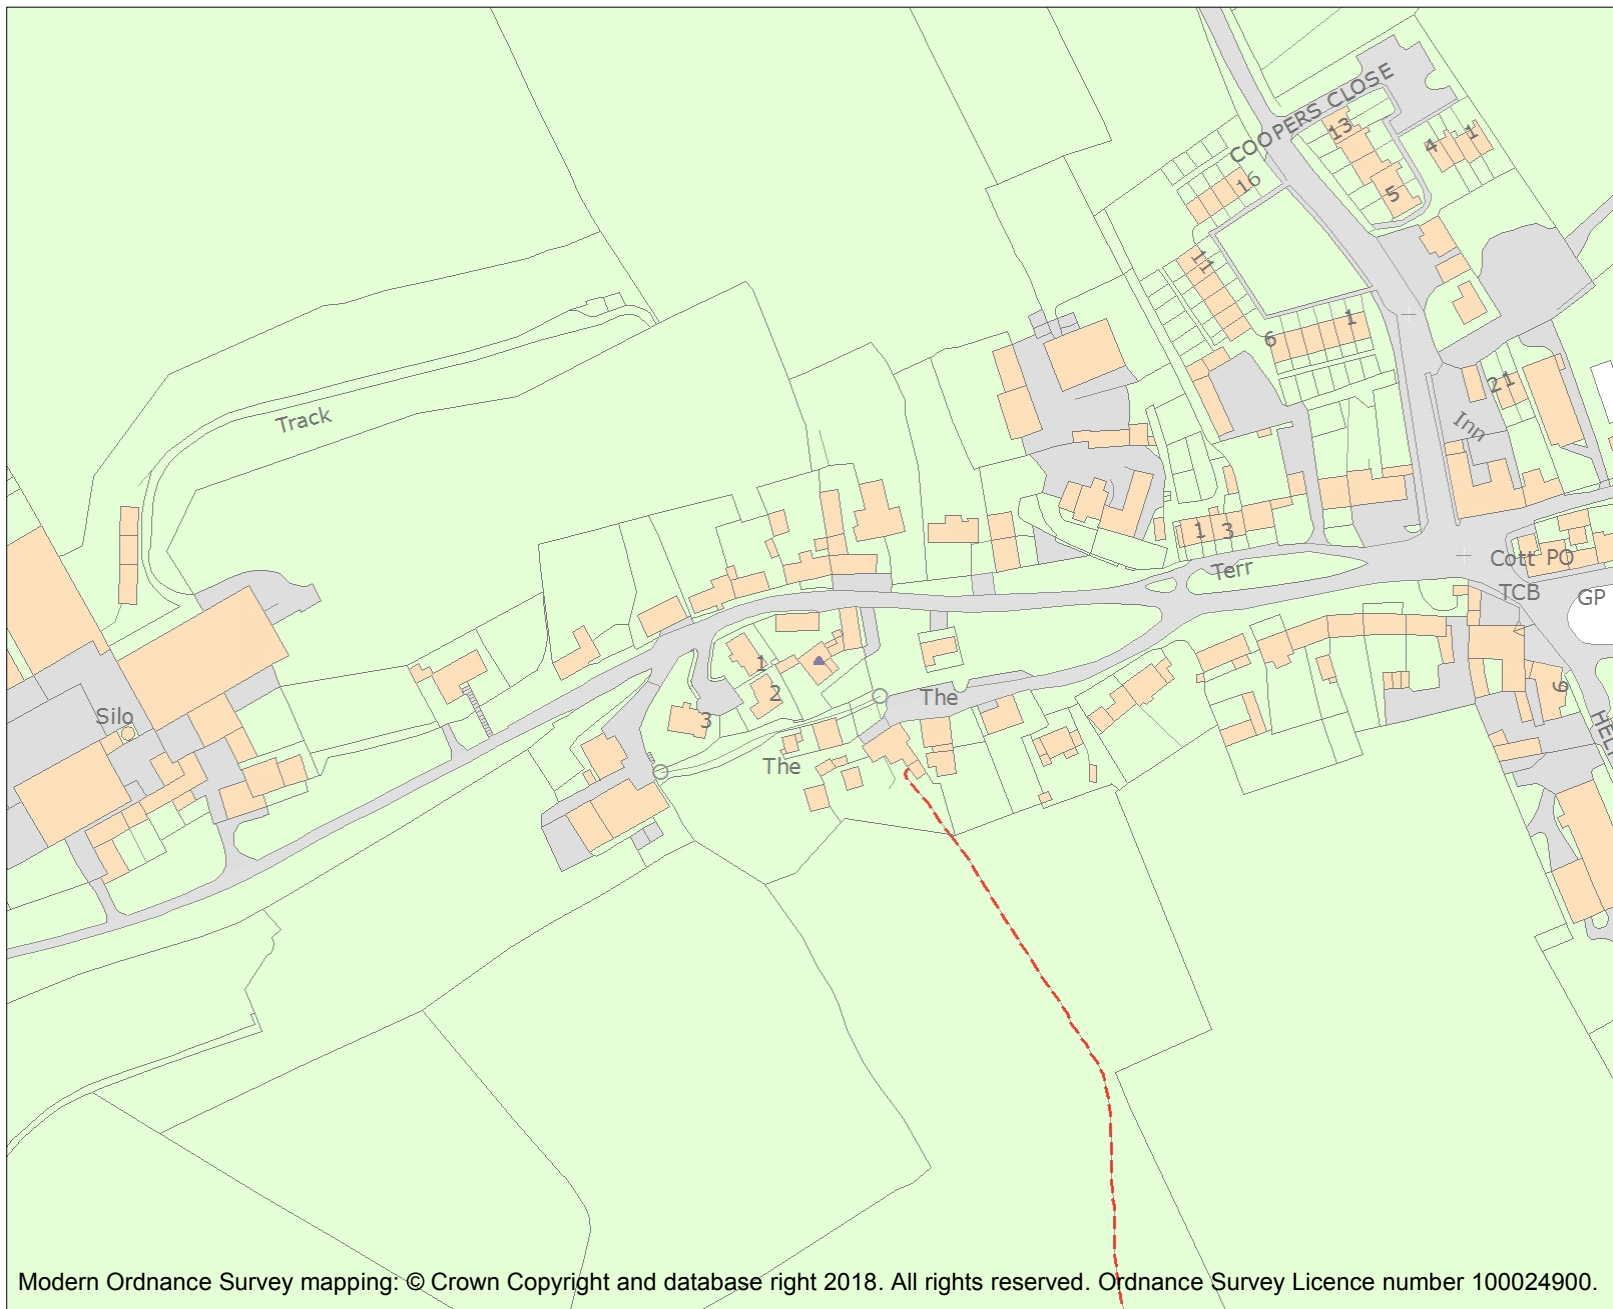 COOPERS CLOSE
13
4
1
16
5
11
1
6
21
Track
Inn
1 3
Cott PO
Terr
TCB
GP
1
2
9
3
The
Silo
The
Modern Ordnance Survey mapping: © Crown Copyright and database right 2018. All rights reserved. Ordnance Survey Licence number 100024900.